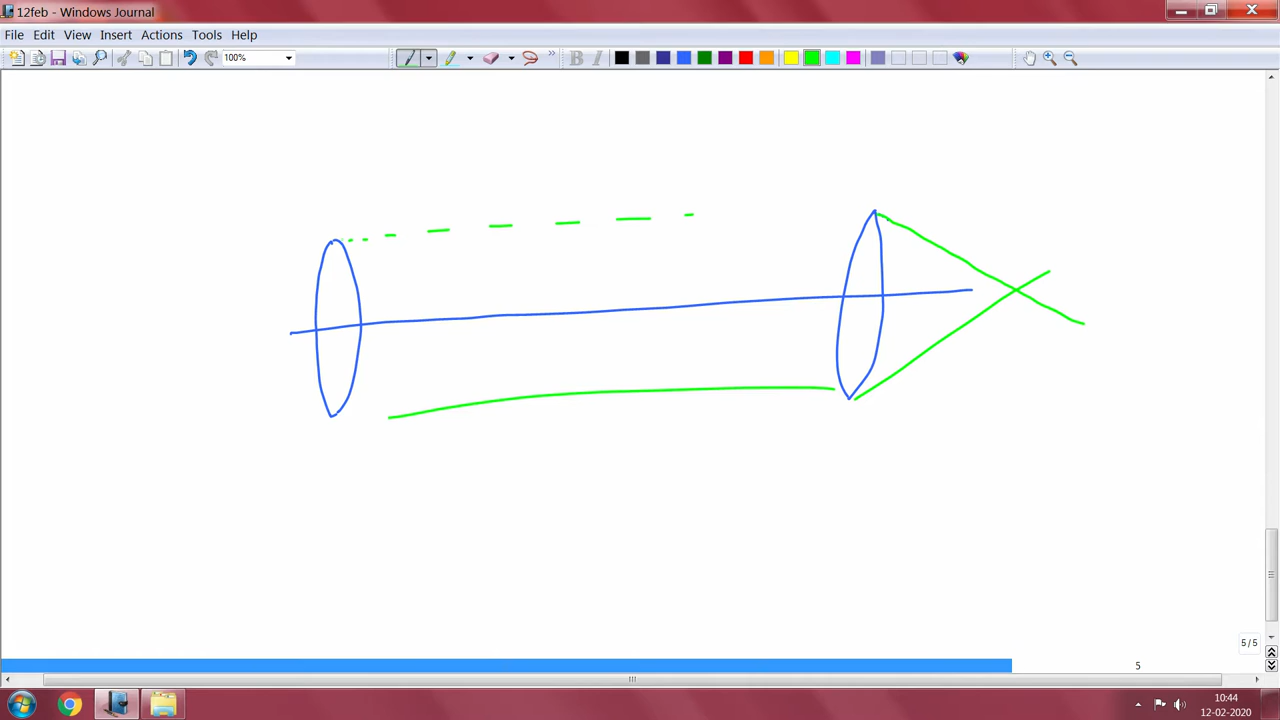 12feb - Windows Journal
File Edit View Insert Actions Tools Help
100%
B I
5 / 5
5
10:44
12-02-2020